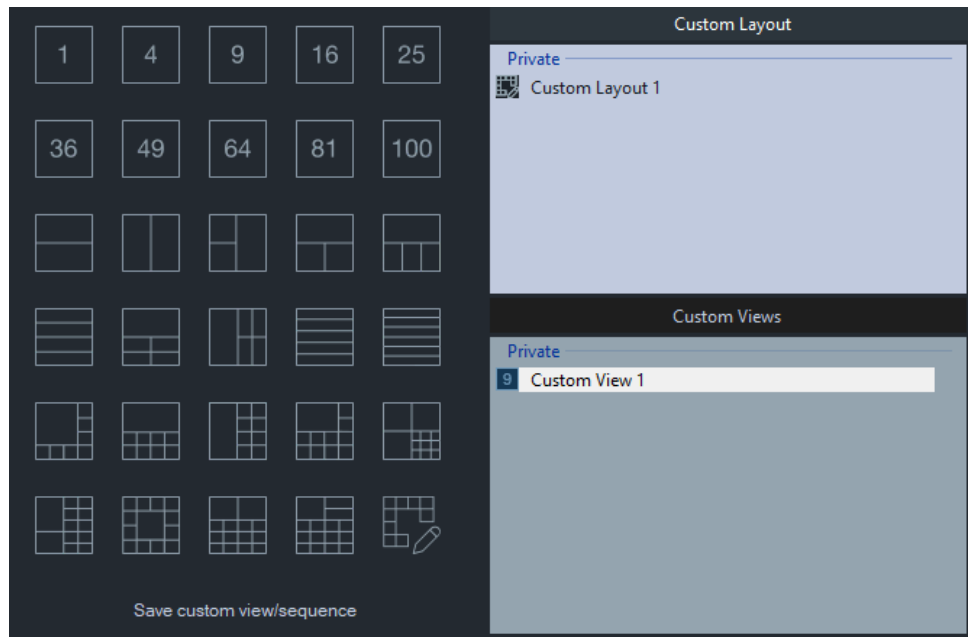 1 4 9 16 25
36 49 64 81 100
Save custom view/sequence
Custom Layout
Private
Custom Layout 1
Custom Views
Private
9 Custom View 1